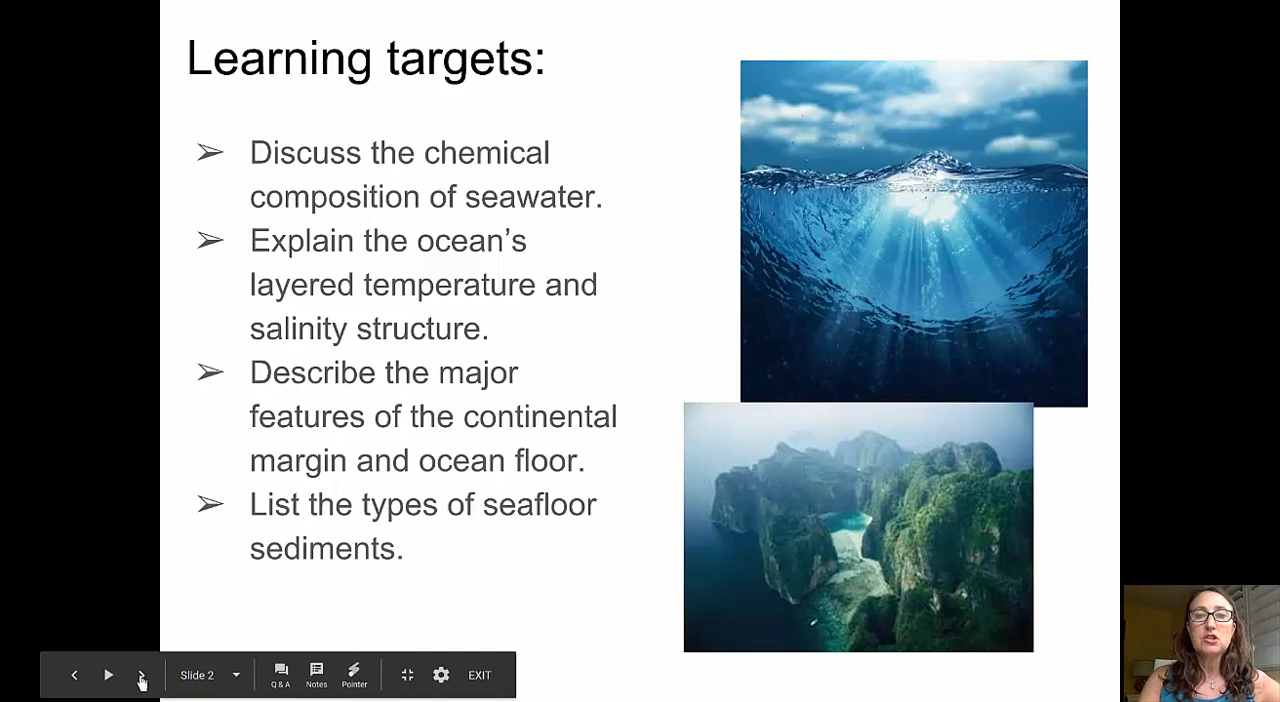 Learning targets:
➢ Discuss the chemical
composition of seawater.
➢ Explain the ocean’s
layered temperature and
salinity structure.
➢ Describe the major
features of the continental
margin and ocean floor.
➢ List the types of seafloor
sediments.
Slide 2
Q & A
Notes
Pointer
EXIT